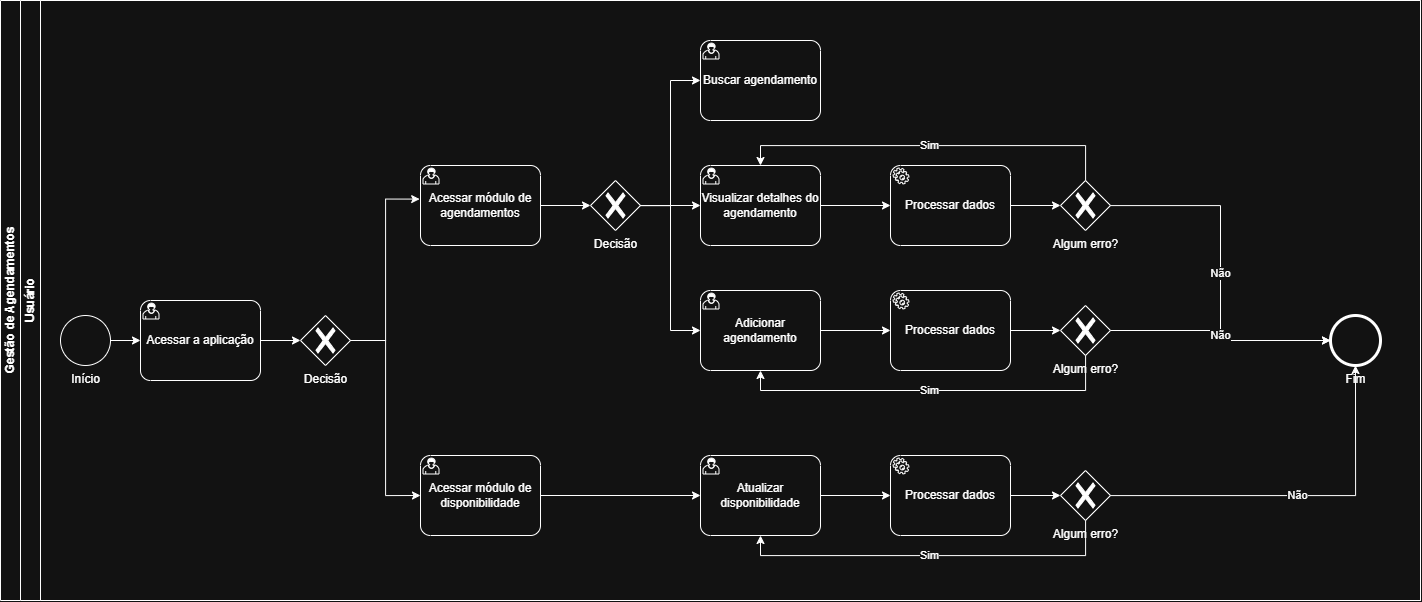 Gestão de Agendamentos
Usuário
Início
Acessar a aplicação
Decisão
Acessar módulo de
agendamentos
Decisão
Buscar agendamento
Visualizar detalhes do
agendamento
Processar dados
Algum erro?
Sim
Não
Adicionar
agendamento
Processar dados
Algum erro?
Sim
Não
Fim
Acessar módulo de
disponibilidade
Atualizar
disponibilidade
Processar dados
Algum erro?
Sim
Não